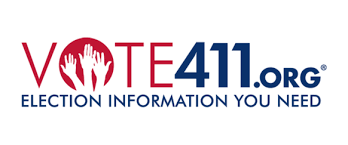 VOTE411.ORG®
ELECTION INFORMATION YOU NEED